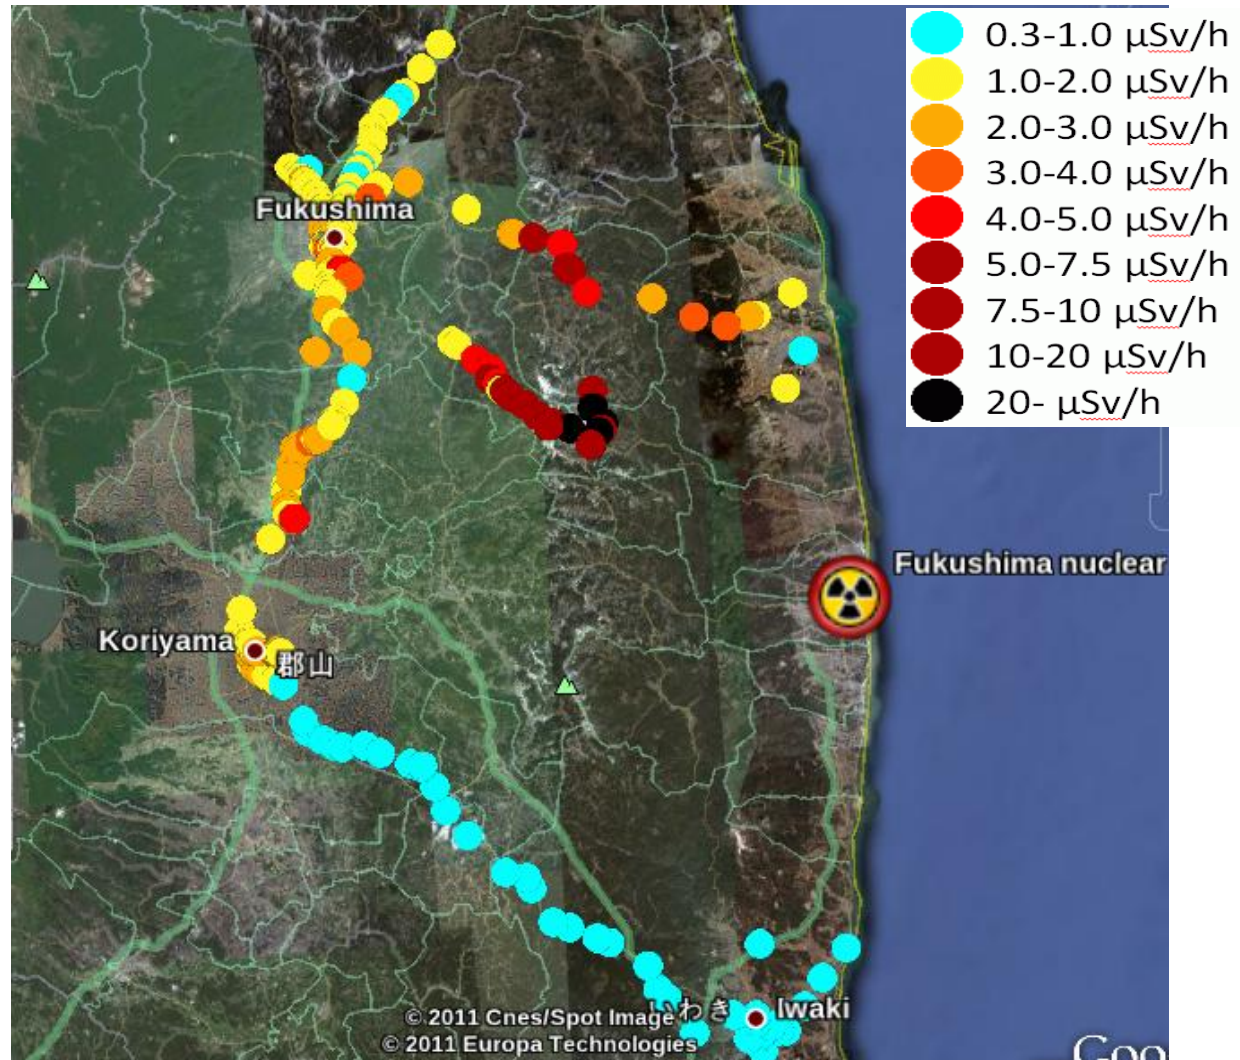 0.3-1.0 μSv/h
1.0-2.0 μSv/h
2.0-3.0 μSv/h
3.0-4.0 μSv/h
4.0-5.0 μSv/h
5.0-7.5 μSv/h
7.5-10 μSv/h
10-20 μSv/h
20- μSv/h
Fukushima
Fukushima nuclear
Koriyama
郡山
いわき Iwaki
© 2011 Cnes/Spot Image
© 2011 Europa Technologies
Goo